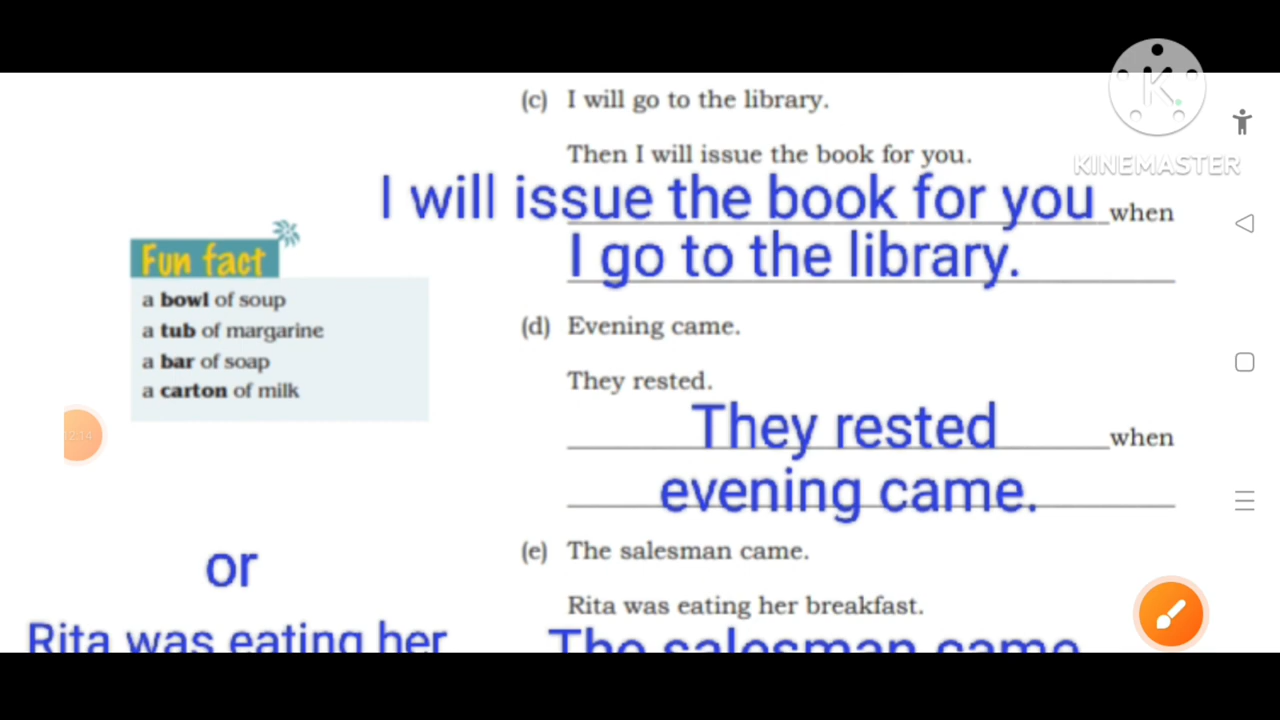 KINEMASTER
(c) I will go to the library.
Then I will issue the book for you.
I will issue the book for you when
I go to the library.
Fun fact
a bowl of soup
a tub of margarine
a bar of soap
a carton of milk
(d) Evening came.
They rested.
They rested when
evening came.
(e) The salesman came.
Rita was eating her breakfast.
or
Rita was eating her
The salesman came